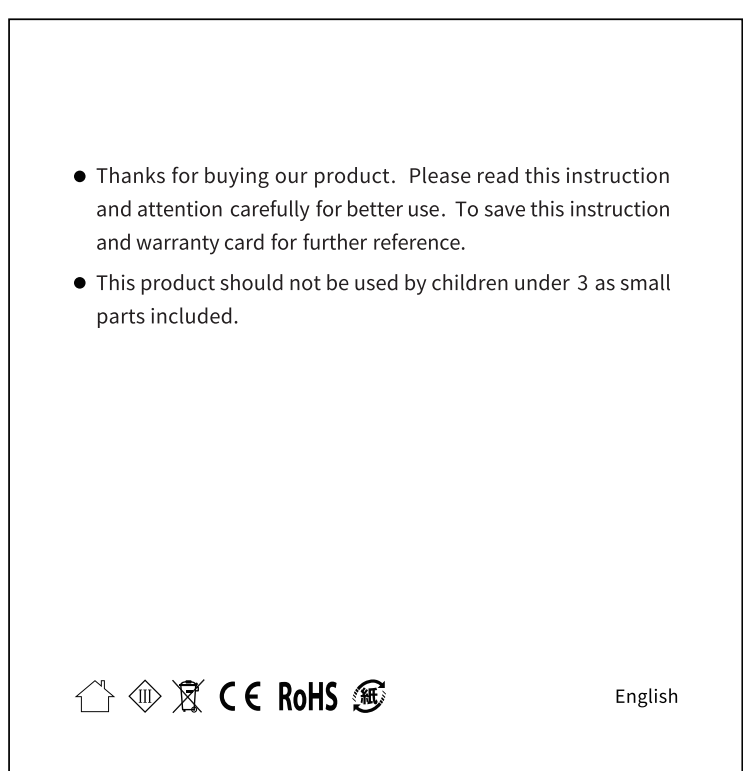 ● Thanks for buying our product. Please read this instruction
and attention carefully for better use. To save this instruction
and warranty card for further reference.
● This product should not be used by children under 3 as small
parts included.
III CE RoHS 紙 English